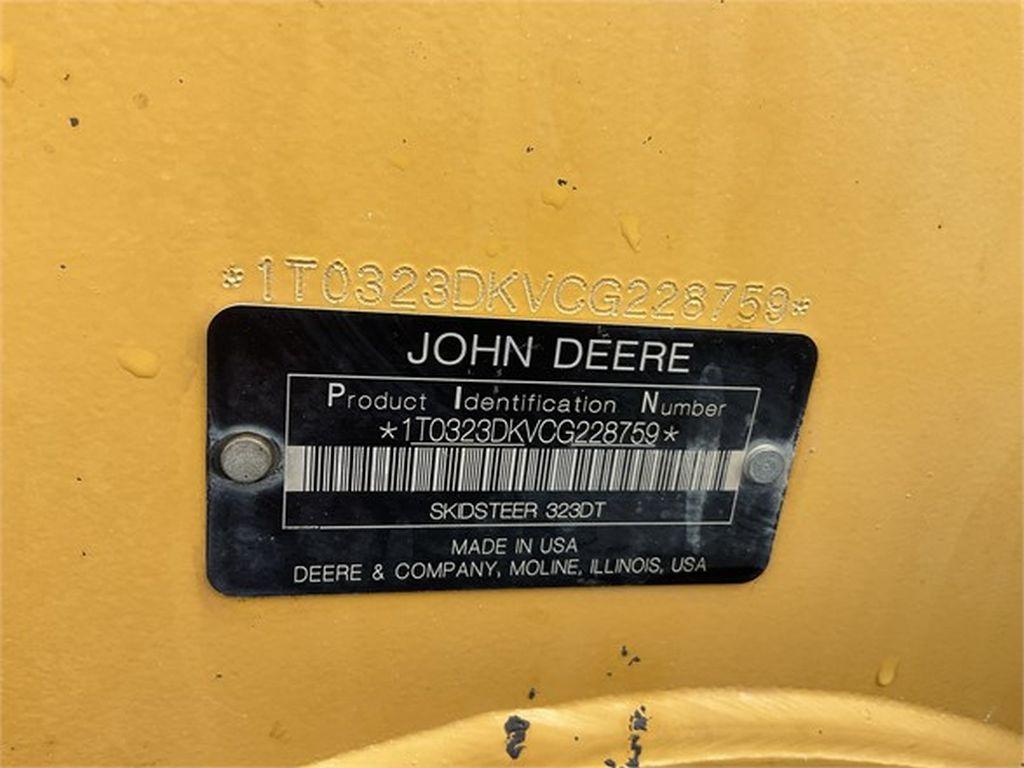 *1T0323DKVCG228759*
JOHN DEERE
Product Identification Number
*1T0323DKVCG228759*
SKIDSTEER 323DT
MADE IN USA
DEERE & COMPANY, MOLINE, ILLINOIS, USA